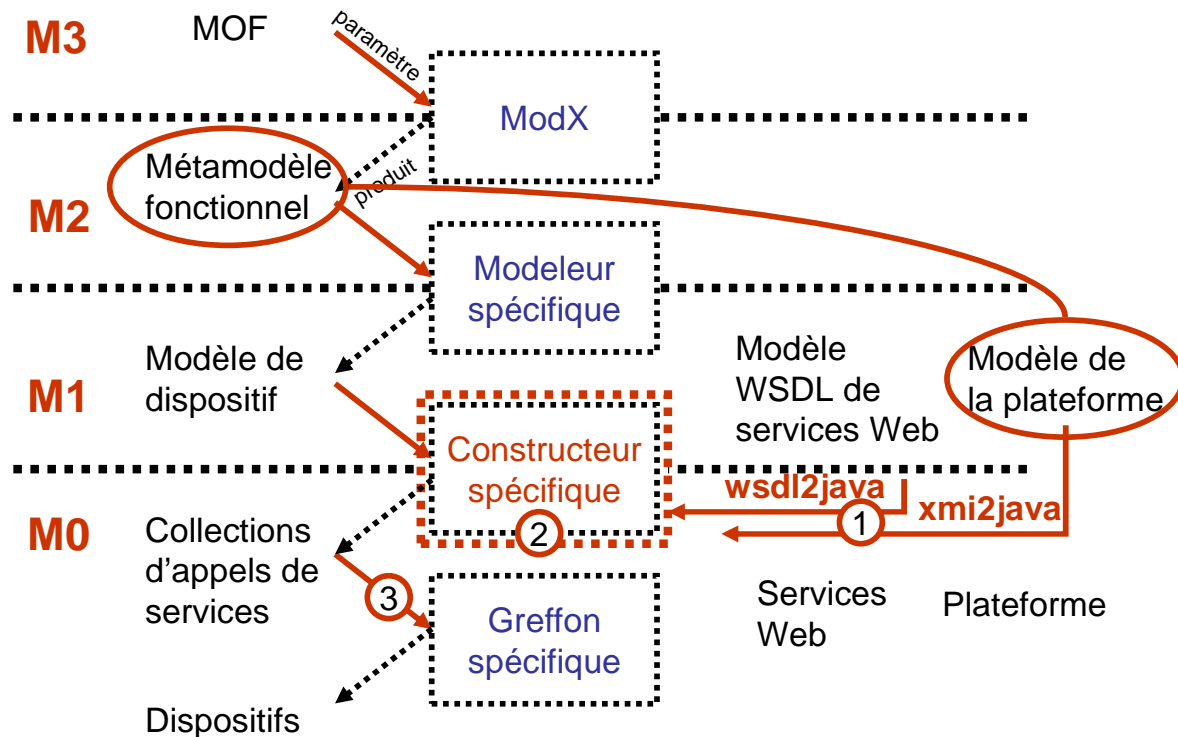 M3
MOF
paramètre
ModX
Métamodèle
fonctionnel
produit
M2
Modeleur
spécifique
Modèle de
dispositif
M1
Modèle
WSDL de
services Web
Modèle de
la plateforme
Constructeur
spécifique
2
wsdl2java
1
xmi2java
M0
Collections
d'appels de
services
3
Greffon
spécifique
Services
Web
Plateforme
Dispositifs